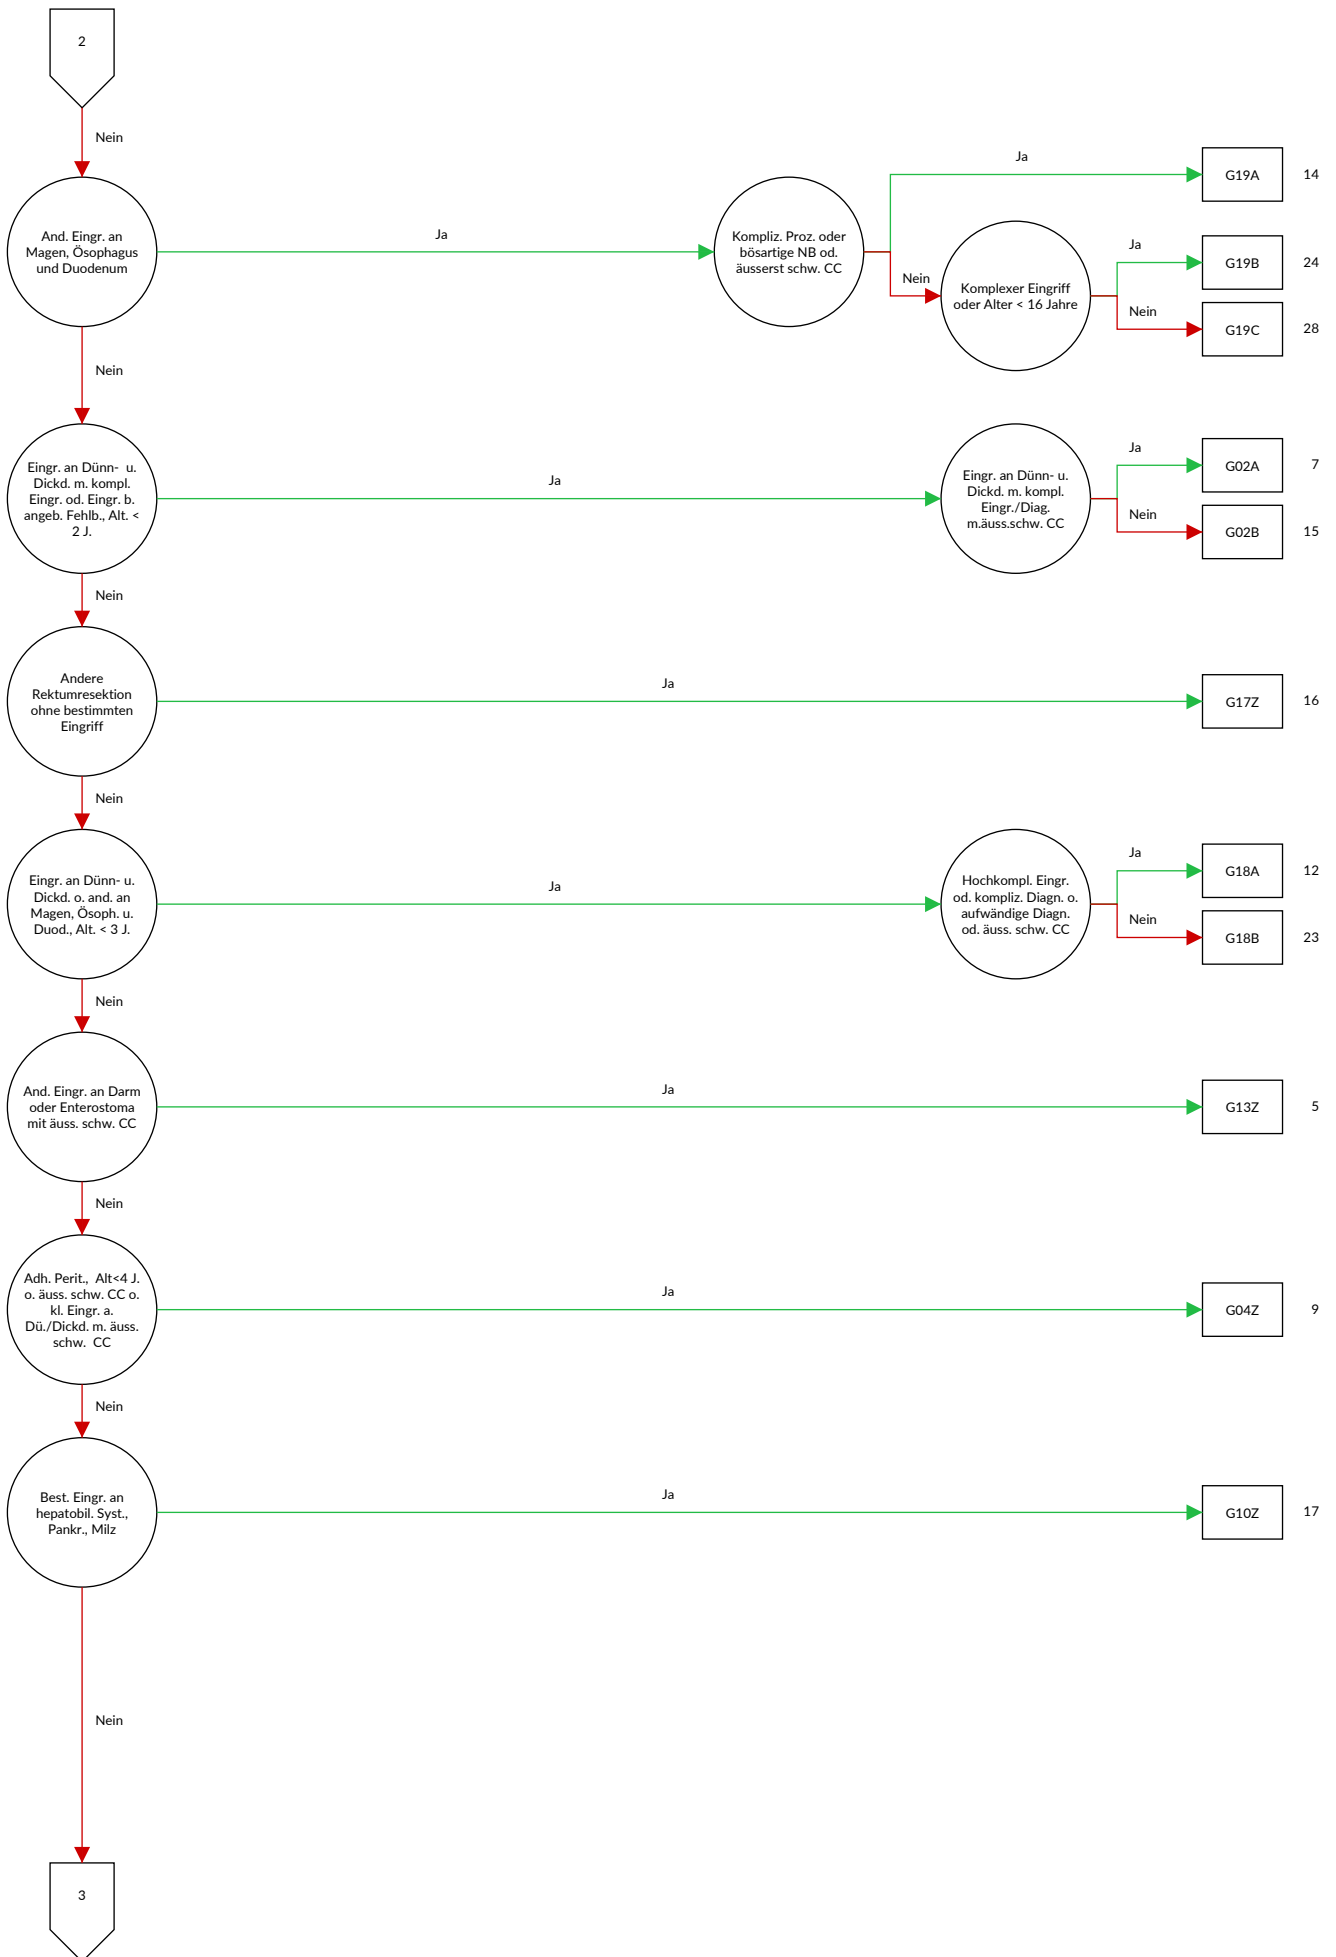 2
Nein
And. Eingr. an
Magen, Ösophagus
und Duodenum
Ja
Kompliz. Proz. oder
bösartige NB od.
äusserst schw. CC
Ja
G19A 14
Nein
Komplexer Eingriff
oder Alter < 16 Jahre
Ja
G19B 24
Nein
G19C 28
Nein
Eingr. an Dünn- u.
Dickd. m. kompl.
Eingr. od. Eingr. b.
angeb. Fehlb., Alt. <
2 J.
Ja
Eingr. an Dünn- u.
Dickd. m. kompl.
Eingr./Diag.
m.äuss.schw. CC
Ja
G02A 7
Nein
G02B 15
Nein
Andere
Rektumresektion
ohne bestimmten
Eingriff
Ja
G17Z 16
Nein
Eingr. an Dünn- u.
Dickd. o. and. an
Magen, Ösoph. u.
Duod., Alt. < 3 J.
Ja
Hochkompl. Eingr.
od. kompliz. Diagn. o.
aufwändige Diagn.
od. äuss. schw. CC
Ja
G18A 12
Nein
G18B 23
Nein
And. Eingr. an Darm
oder Enterostoma
mit äuss. schw. CC
Ja
G13Z 5
Nein
Adh. Perit., Alt<4 J.
o. äuss. schw. CC o.
kl. Eingr. a.
Dü./Dickd. m. äuss.
schw. CC
Ja
G04Z 9
Nein
Best. Eingr. an
hepatobil. Syst.,
Pankr., Milz
Ja
G10Z 17
Nein
3